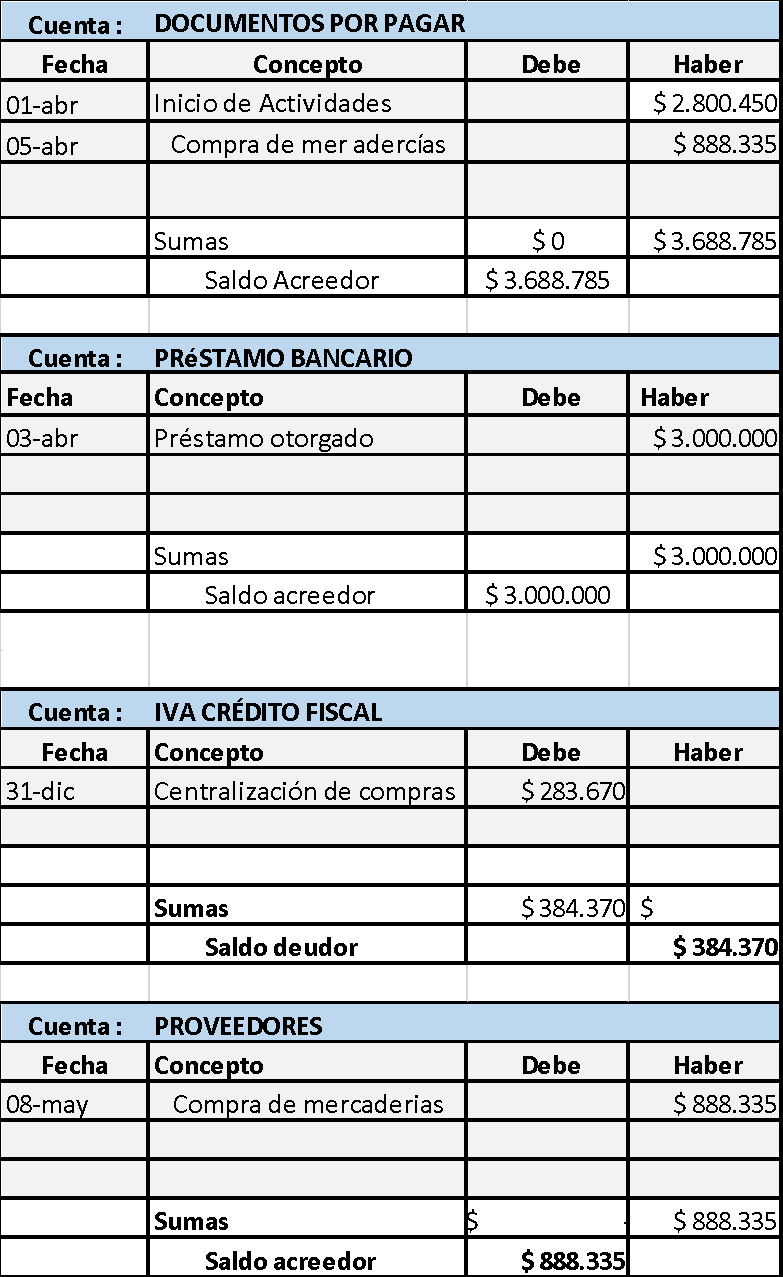 Cuenta : DOCUMENTOS POR PAGAR
Fecha Concepto Debe Haber
01-abr Inicio de Actividades $ 2.800.450
05-abr Compra de mer adercías $ 888.335
Sumas $ 0 $ 3.688.785
Saldo Acreedor $ 3.688.785
Cuenta : PRéSTAMO BANCARIO
Fecha Concepto Debe Haber
03-abr Préstamo otorgado $ 3.000.000
Sumas $ 3.000.000
Saldo acreedor $ 3.000.000
Cuenta : IVA CRÉDITO FISCAL
Fecha Concepto Debe Haber
31-dic Centralización de compras $ 283.670
Sumas $ 384.370 $
Saldo deudor $ 384.370
Cuenta : PROVEEDORES
Fecha Concepto Debe Haber
08-may Compra de mercaderias $ 888.335
Sumas $ - $ 888.335
Saldo acreedor $ 888.335